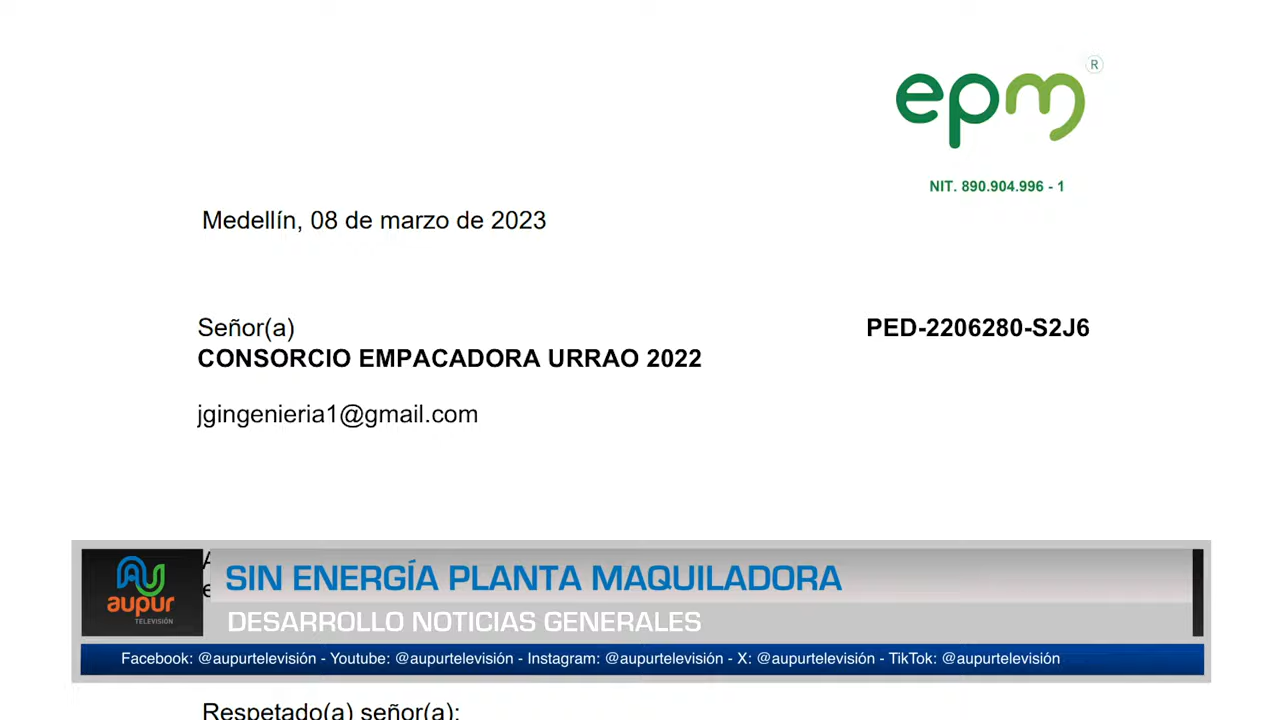 epm
R
NIT. 890.904.996 - 1
Medellín, 08 de marzo de 2023
Señor(a)
PED-2206280-S2J6
CONSORCIO EMPACADORA URRAO 2022
jgingenieria1@gmail.com
SIN ENERGÍA PLANTA MAQUILADORA
aupur
TELEVISIÓN
DESARROLLO NOTICIAS GENERALES
Facebook: @aupurtelevisión - Youtube: @aupurtelevisión - Instagram: @aupurtelevisión - X: @aupurtelevisión - TikTok: @aupurtelevisión
Respetado(a) señor(a):